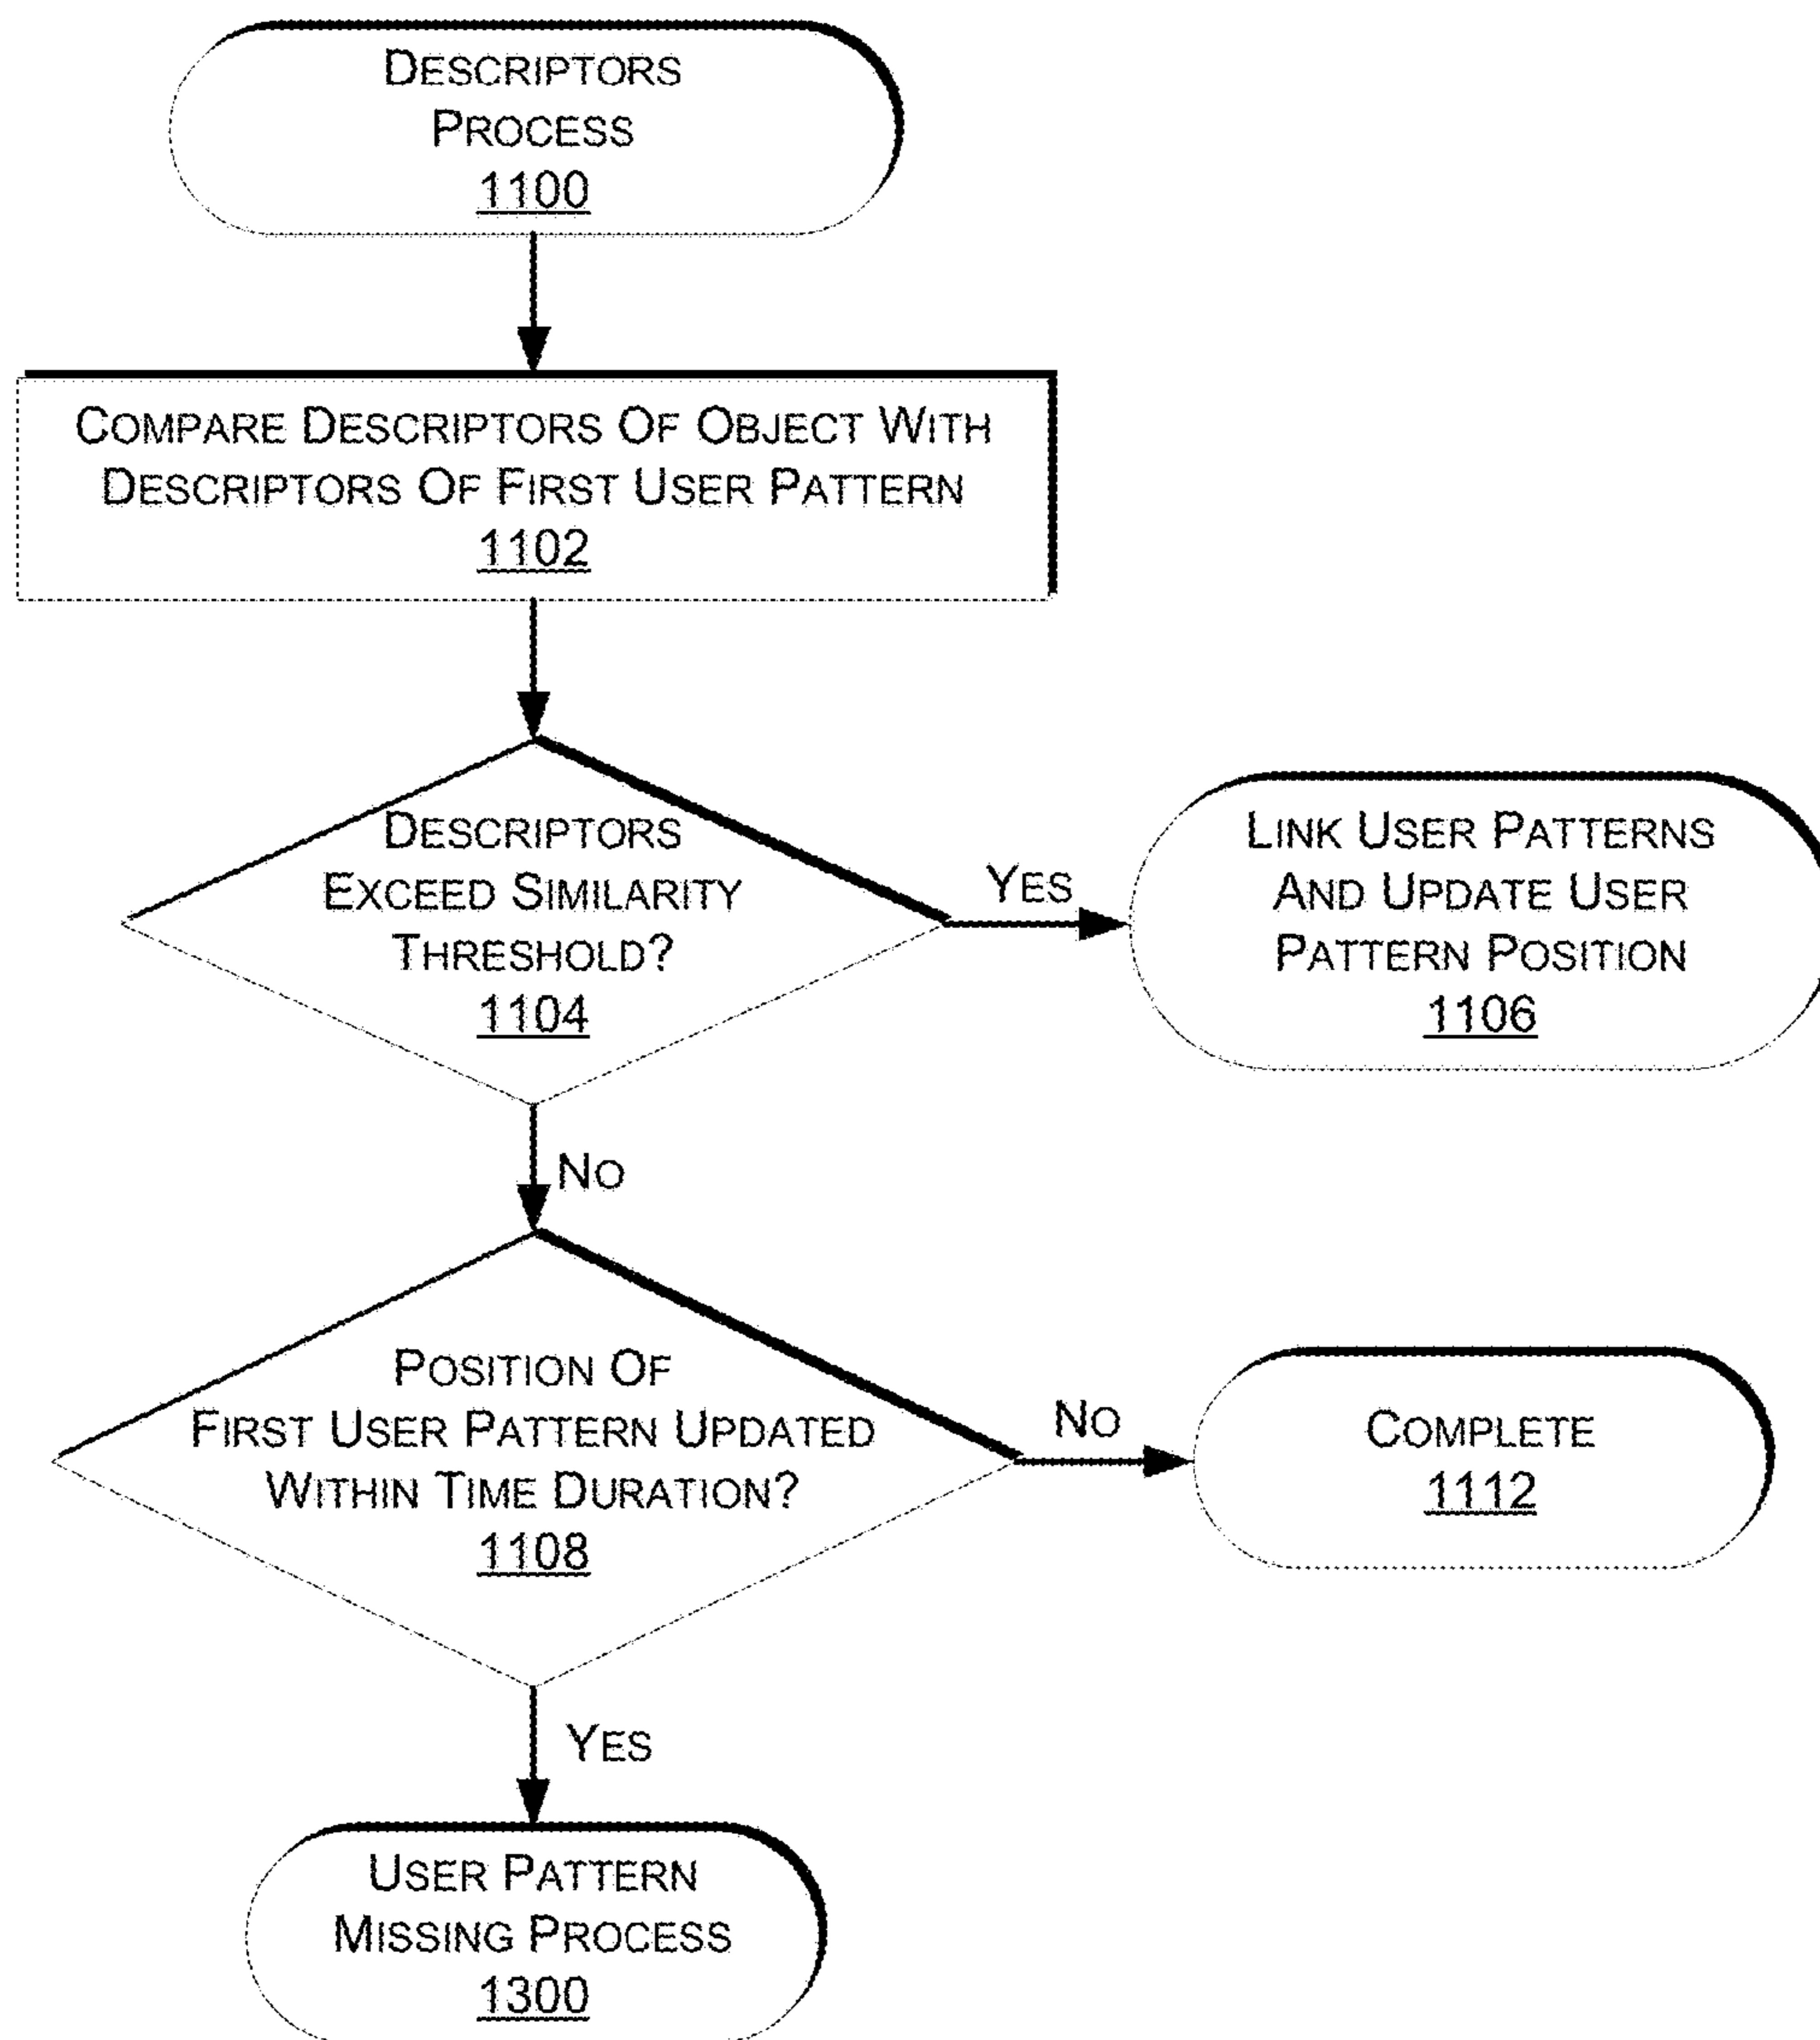 DESCRIPTORS
PROCESS
1100
COMPARE DESCRIPTORS OF OBJECT WITH
DESCRIPTORS OF FIRST USER PATTERN
1102
DESCRIPTORS
EXCEED SIMILARITY
THRESHOLD?
1104
YES
LINK USER PATTERNS
AND UPDATE USER
PATTERN POSITION
1106
NO
POSITION OF
FIRST USER PATTERN UPDATED
WITHIN TIME DURATION?
1108
NO
COMPLETE
1112
YES
USER PATTERN
MISSING PROCESS
1300